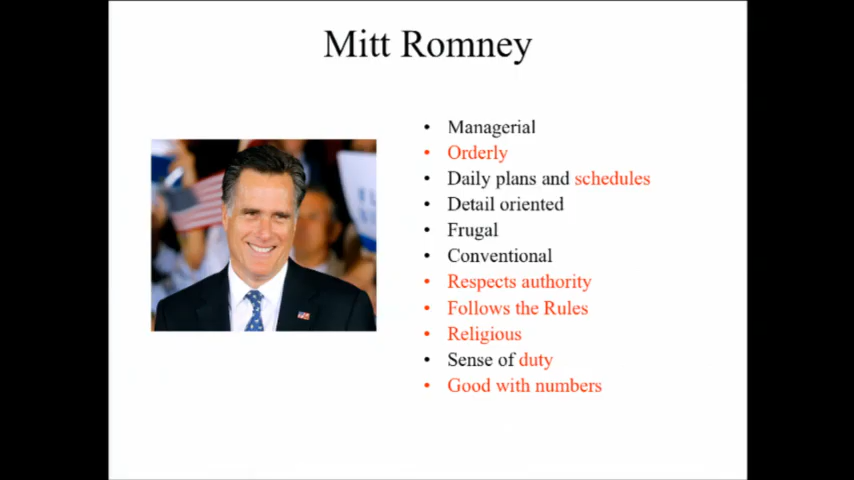 Mitt Romney
• Managerial
• Orderly
• Daily plans and schedules
• Detail oriented
• Frugal
• Conventional
• Respects authority
• Follows the Rules
• Religious
• Sense of duty
• Good with numbers